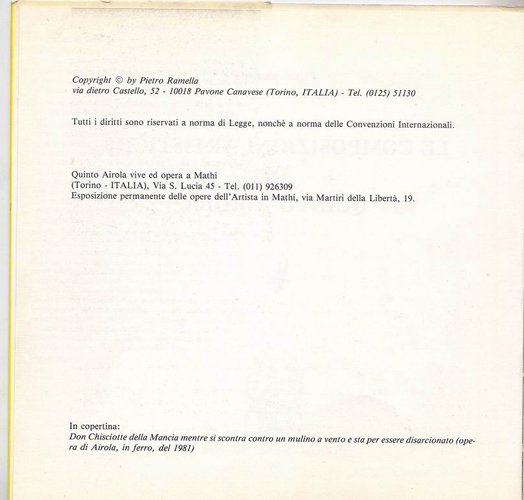 Copyright © by Pietro Ramella
via dietro Castello, 52 - 10018 Pavone Canavese (Torino, ITALIA) - Tel. (0125) 51130
Tutti i diritti sono riservati a norma di Legge, nonchè a norma delle Convenzioni Internazionali.
Quinto Airola vive ed opera a Mathi
(Torino - ITALIA), Via S. Lucia 45 - Tel. (011) 926309
Esposizione permanente delle opere dell'Artista in Mathi, via Martiri della Libertà, 19.
In copertina:
Don Chisciotte della Mancia mentre si scontra contro un mulino a vento e sta per essere disarcionato (ope-
ra di Airola, in ferro, del 1981)